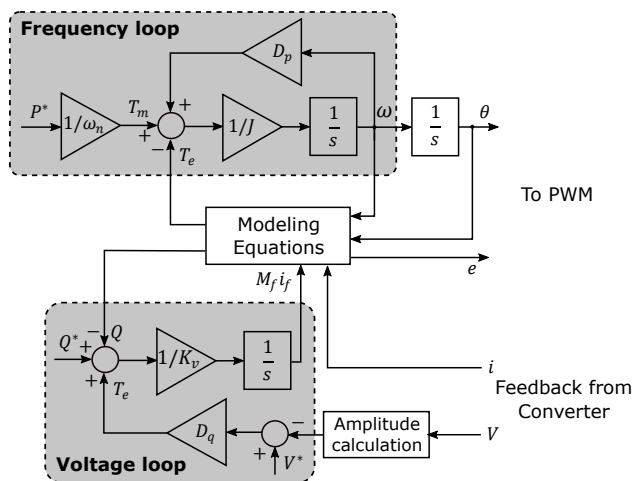 Frequency loop
D_p
P*
1/ω_n
T_m
+
+
−
T_e
1/J
1/s
ω
1/s
θ
To PWM
Modeling
Equations
e
M_f i_f
Q*
−
Q
+
+
T_e
1/K_v
1/s
i
Feedback from
Converter
D_q
−
+
V*
Amplitude
calculation
V
Voltage loop